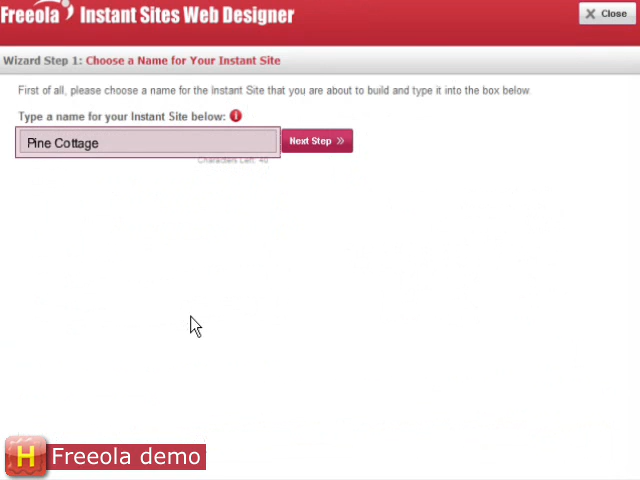 Freeola Instant Sites Web Designer
Close
Wizard Step 1: Choose a Name for Your Instant Site
First of all, please choose a name for the Instant Site that you are about to build and type it into the box below.
Type a name for your Instant Site below:
Pine Cottage
Next Step »
Characters Left: 40
H Freeola demo